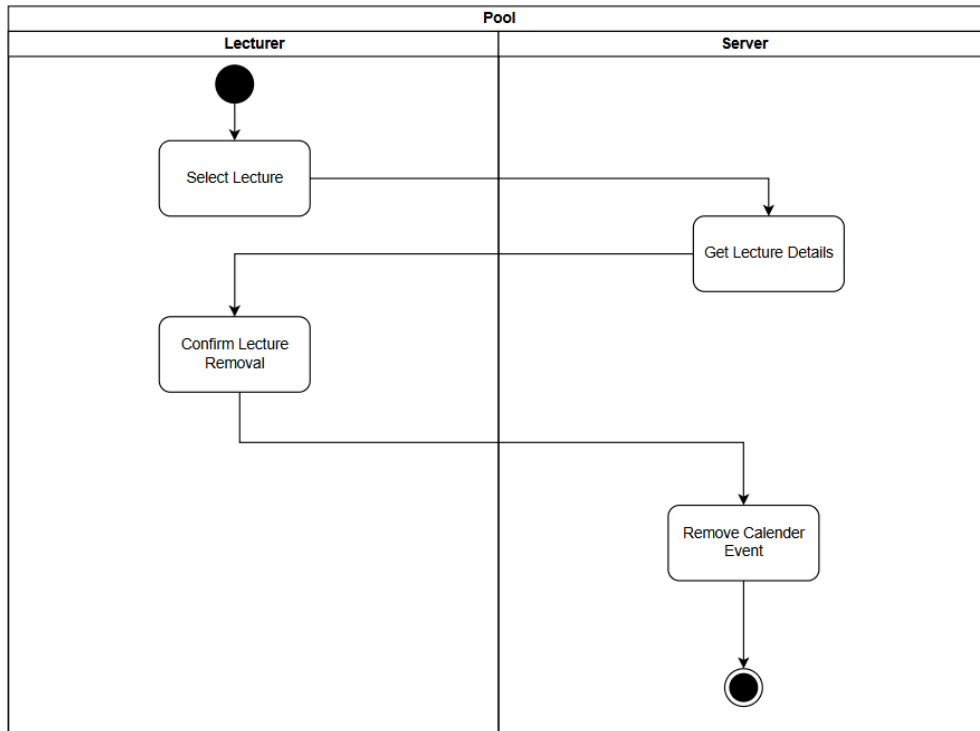 Pool
Lecturer
Server
Select Lecture
Get Lecture Details
Confirm Lecture
Removal
Remove Calender
Event